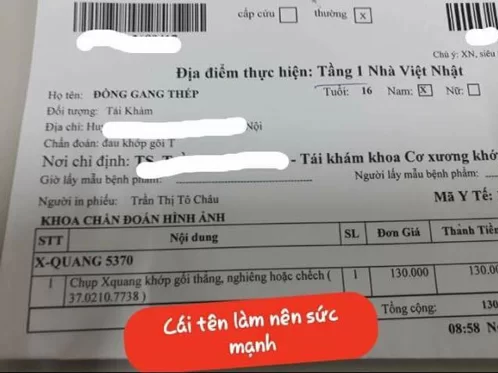 cấp cứu
thường X
Chú ý: XN, siêu
Địa điểm thực hiện: Tầng 1 Nhà Việt Nhật
Họ tên: ĐỒNG GANG THÉP Tuổi: 16 Nam: X Nữ:
Đối tượng: Tái Khám
Địa chỉ: Nội
Chẩn đoán: đau khớp gối T
Nơi chỉ định: TS. - Tái khám khoa Cơ xương khớ
Giờ lấy mẫu bệnh Người lấy mẫu bệnh phẩm:
Người in phiếu: Trần Thị Tô Châu Mã Y Tế:
KHOA CHẨN ĐOÁN HÌNH ẢNH
STT Nội dung SL Đơn Giá Thành Tiền
X-QUANG 5370
1 Chụp Xquang khớp gối thẳng, nghiêng hoặc chếch ( 1 130.000 130.00
37.0210.7738 )
Tổng cộng: 130
08:58
Cái tên làm nên sức
mạnh